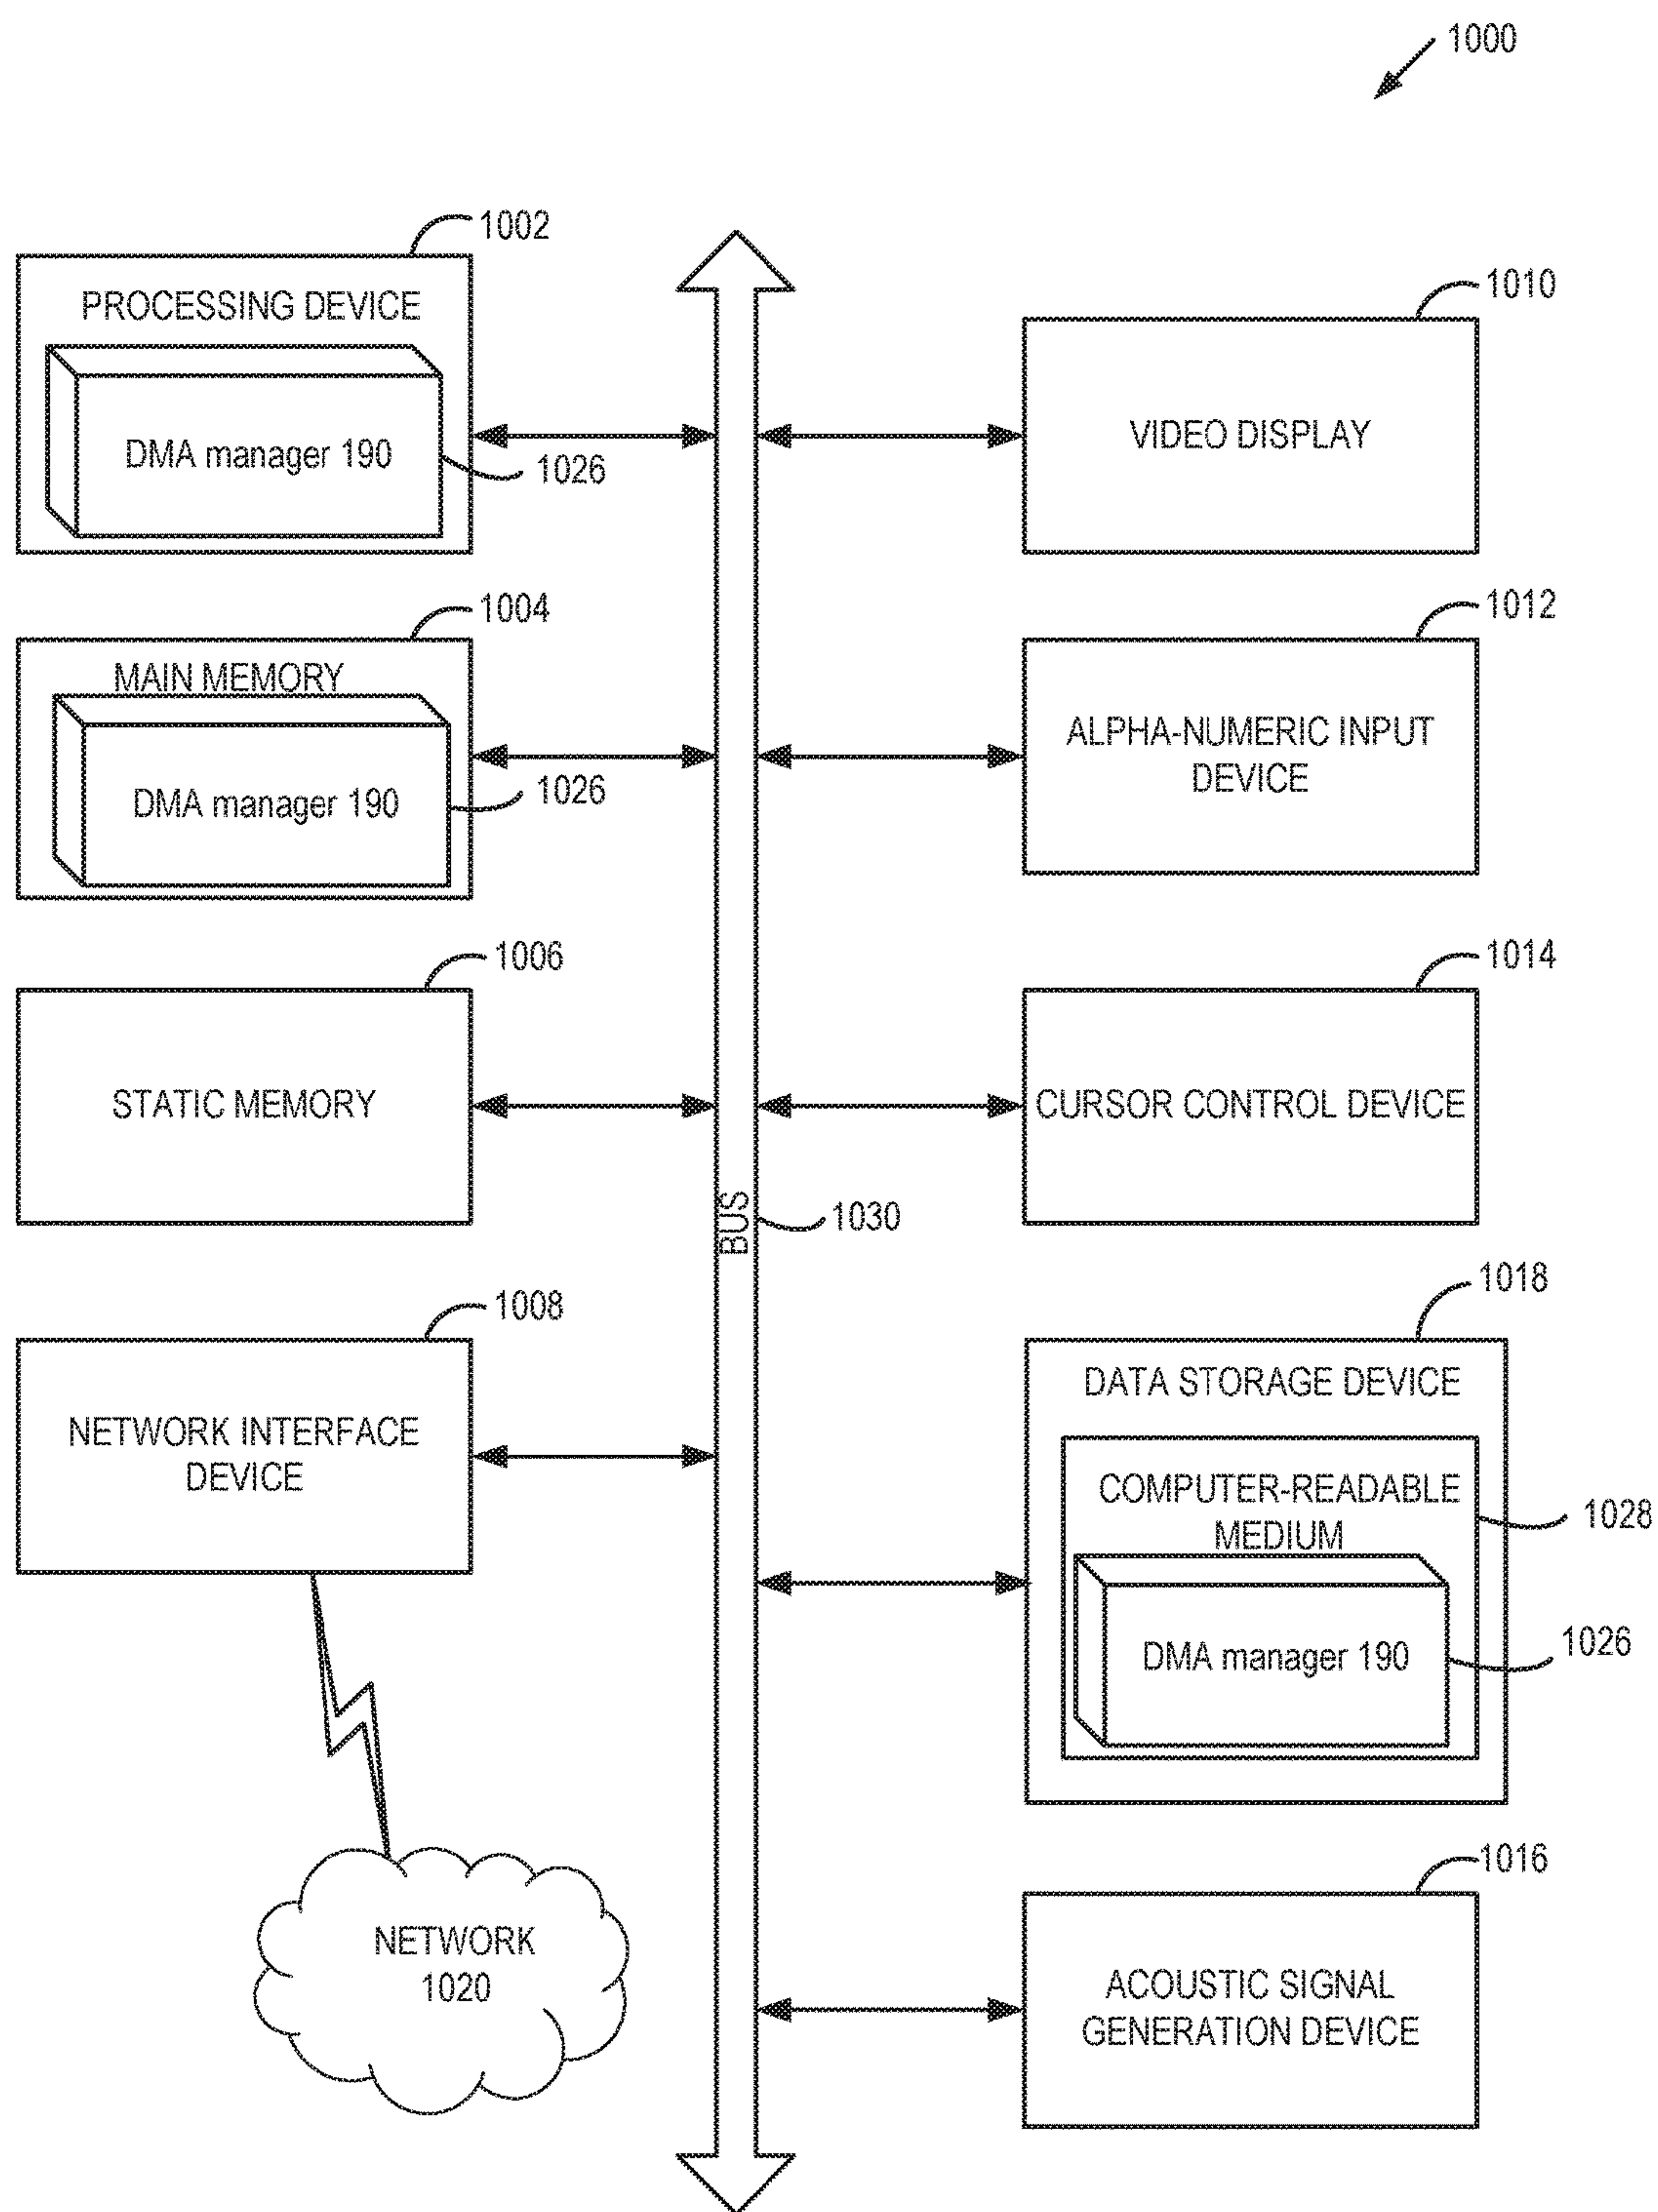 1000
1002
PROCESSING DEVICE
DMA manager 190
1026
1004
MAIN MEMORY
DMA manager 190
1026
1006
STATIC MEMORY
1008
NETWORK INTERFACE
DEVICE
NETWORK
1020
BUS
1030
1010
VIDEO DISPLAY
1012
ALPHA-NUMERIC INPUT
DEVICE
1014
CURSOR CONTROL DEVICE
1018
DATA STORAGE DEVICE
COMPUTER-READABLE
MEDIUM
1028
DMA manager 190
1026
1016
ACOUSTIC SIGNAL
GENERATION DEVICE